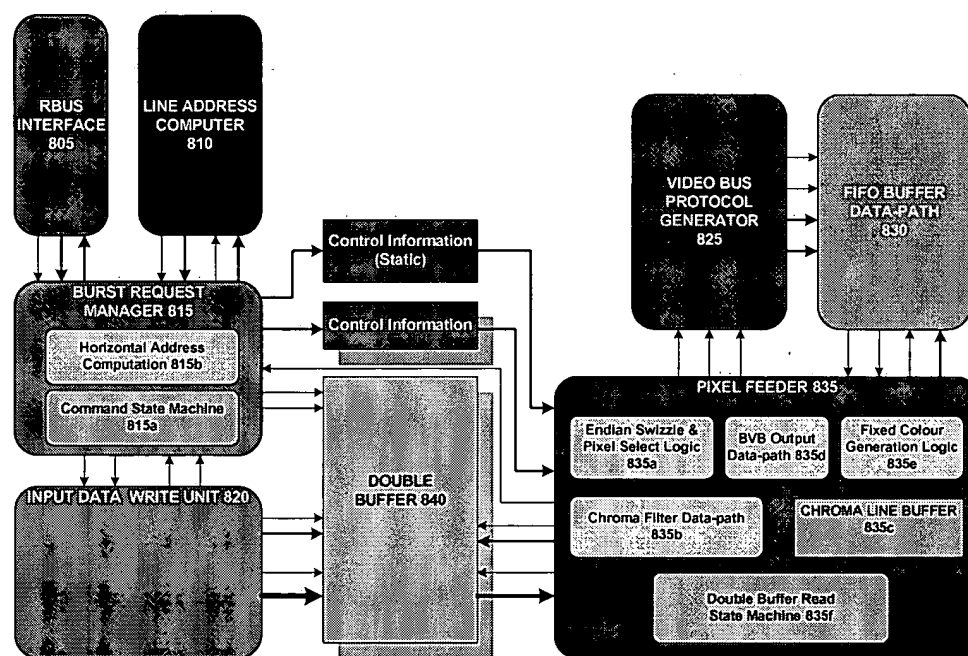 RBUS
INTERFACE
805
LINE ADDRESS
COMPUTER
810
VIDEO BUS
PROTOCOL
GENERATOR
825
FIFO BUFFER
DATA-PATH
830
Control Information
(Static)
BURST REQUEST
MANAGER 815
Control Information
Horizontal Address
Computation 815b
Command State Machine
815a
PIXEL FEEDER 835
Endian Swizzle &
Pixel Select Logic
835a
BVB Output
Data-path 835d
Fixed Colour
Generation Logic
835e
DOUBLE
BUFFER 840
INPUT DATA WRITE UNIT 820
Chroma Filter Data-path
835b
CHROMA LINE BUFFER
835c
Double Buffer Read
State Machine 835f